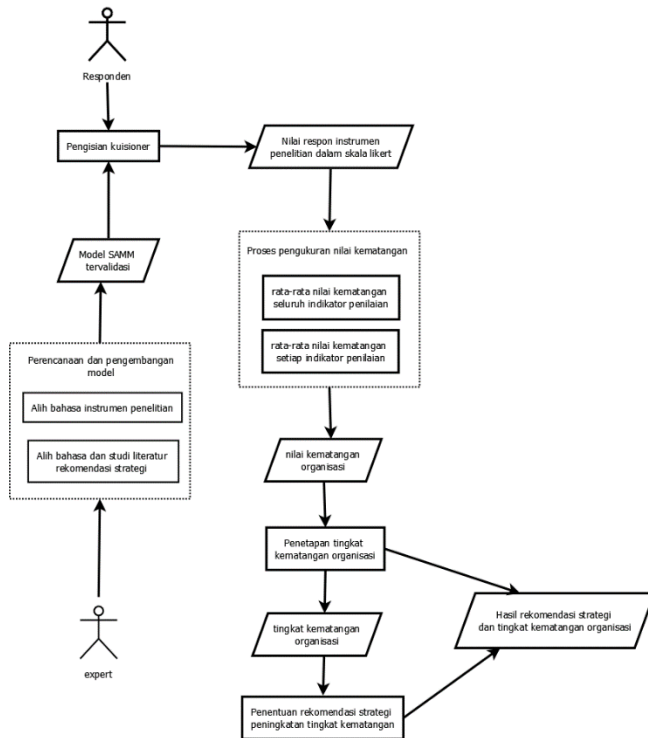 Responden
Pengisian kuisioner
Nilai respon instrumen
penelitian dalam skala likert
Model SAMM
tervalidasi
Proses pengukuran nilai kematangan
rata-rata nilai kematangan
seluruh indikator penilaian
rata-rata nilai kematangan
setiap indikator penilaian
Perencanaan dan pengembangan
model
Alih bahasa instrumen penelitian
Alih bahasa dan studi literatur
rekomendasi strategi
nilai kematangan
organisasi
Penetapan tingkat
kematangan organisasi
Hasil rekomendasi strategi
dan tingkat kematangan organisasi
tingkat kematangan
organisasi
expert
Penentuan rekomendasi strategi
peningkatan tingkat kematangan